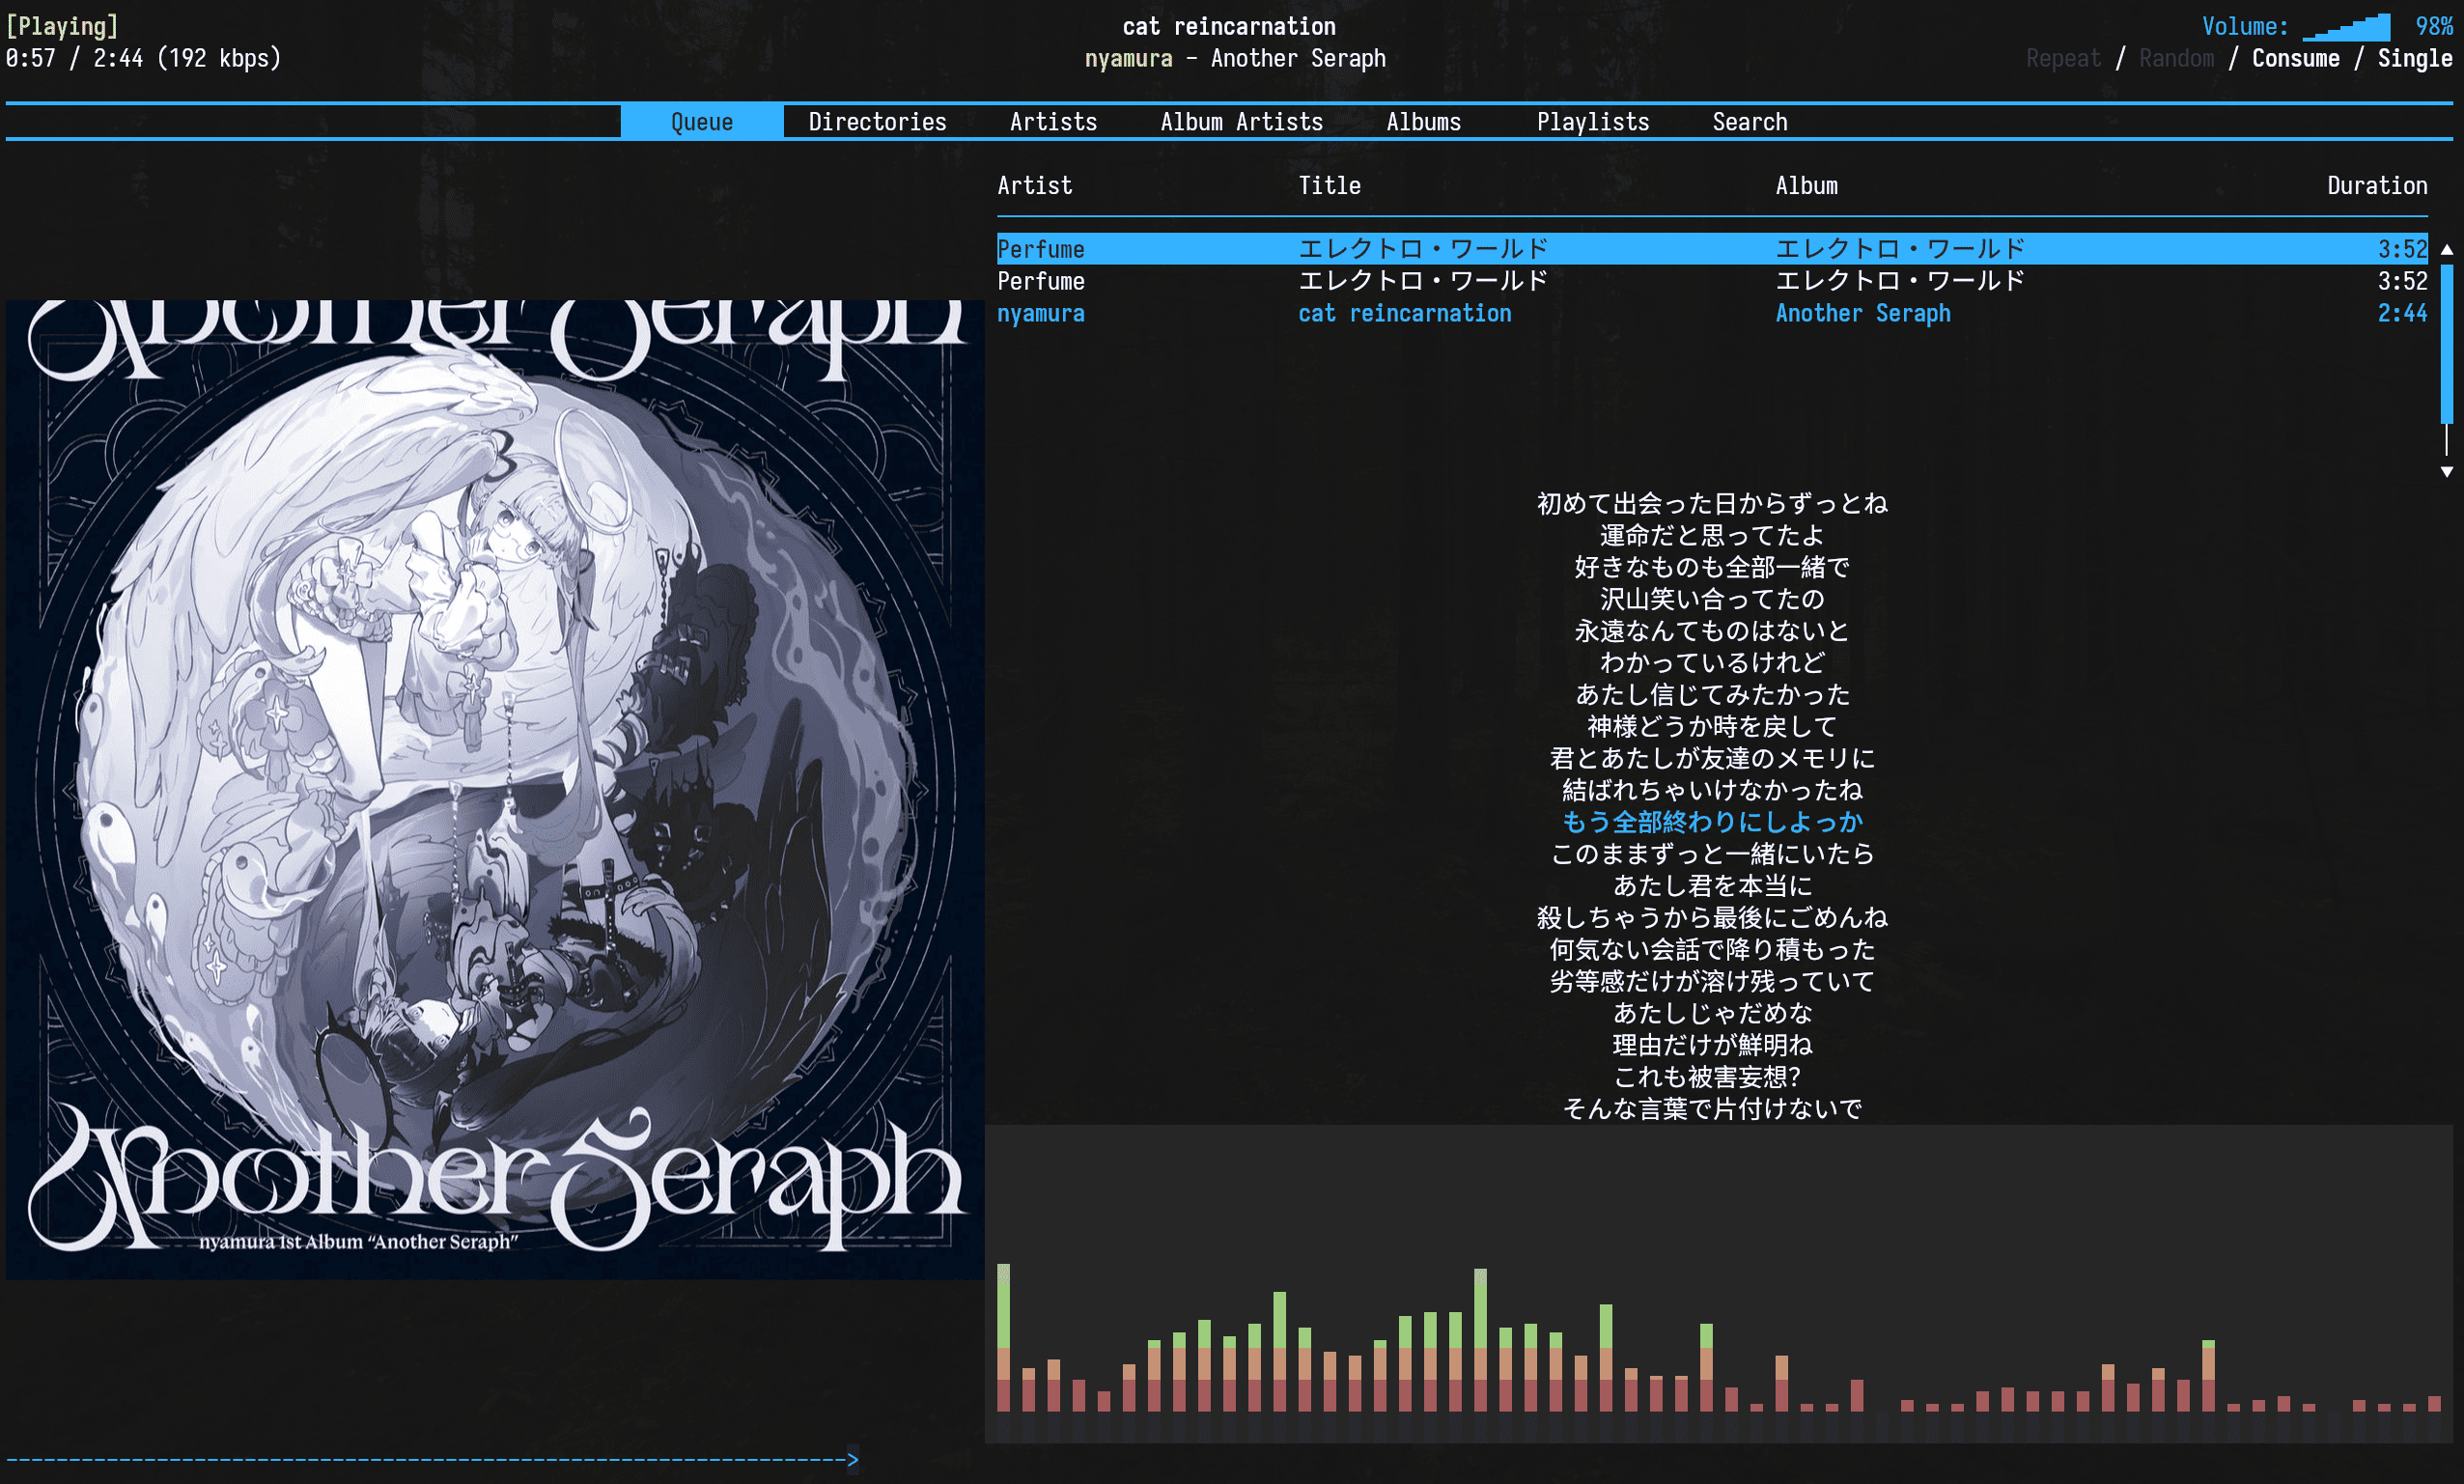 [Playing] cat reincarnation Volume: 98%
0:57 / 2:44 (192 kbps) nyamura - Another Seraph Repeat / Random / Consume / Single
Queue Directories Artists Album Artists Albums Playlists Search
Artist Title Album Duration
Perfume エレクトロ・ワールド エレクトロ・ワールド 3:52
Perfume エレクトロ・ワールド エレクトロ・ワールド 3:52
nyamura cat reincarnation Another Seraph 2:44
Another Seraph
初めて出会った日からずっとね
運命だと思ってたよ
好きなものも全部一緒で
沢山笑い合ってたの
永遠なんてものはないと
わかっているけれど
あたし信じてみたかった
神様どうか時を戻して
君とあたしが友達のメモリに
結ばれちゃいけなかったね
もう全部終わりにしよっか
このままずっと一緒にいたら
あたし君を本当に
殺しちゃうから最後にごめんね
何気ない会話で降り積もった
劣等感だけが溶け残っていて
あたしじゃだめな
理由だけが鮮明ね
これも被害妄想?
そんな言葉で片付けないで
Another Seraph
nyamura 1st Album “Another Seraph”